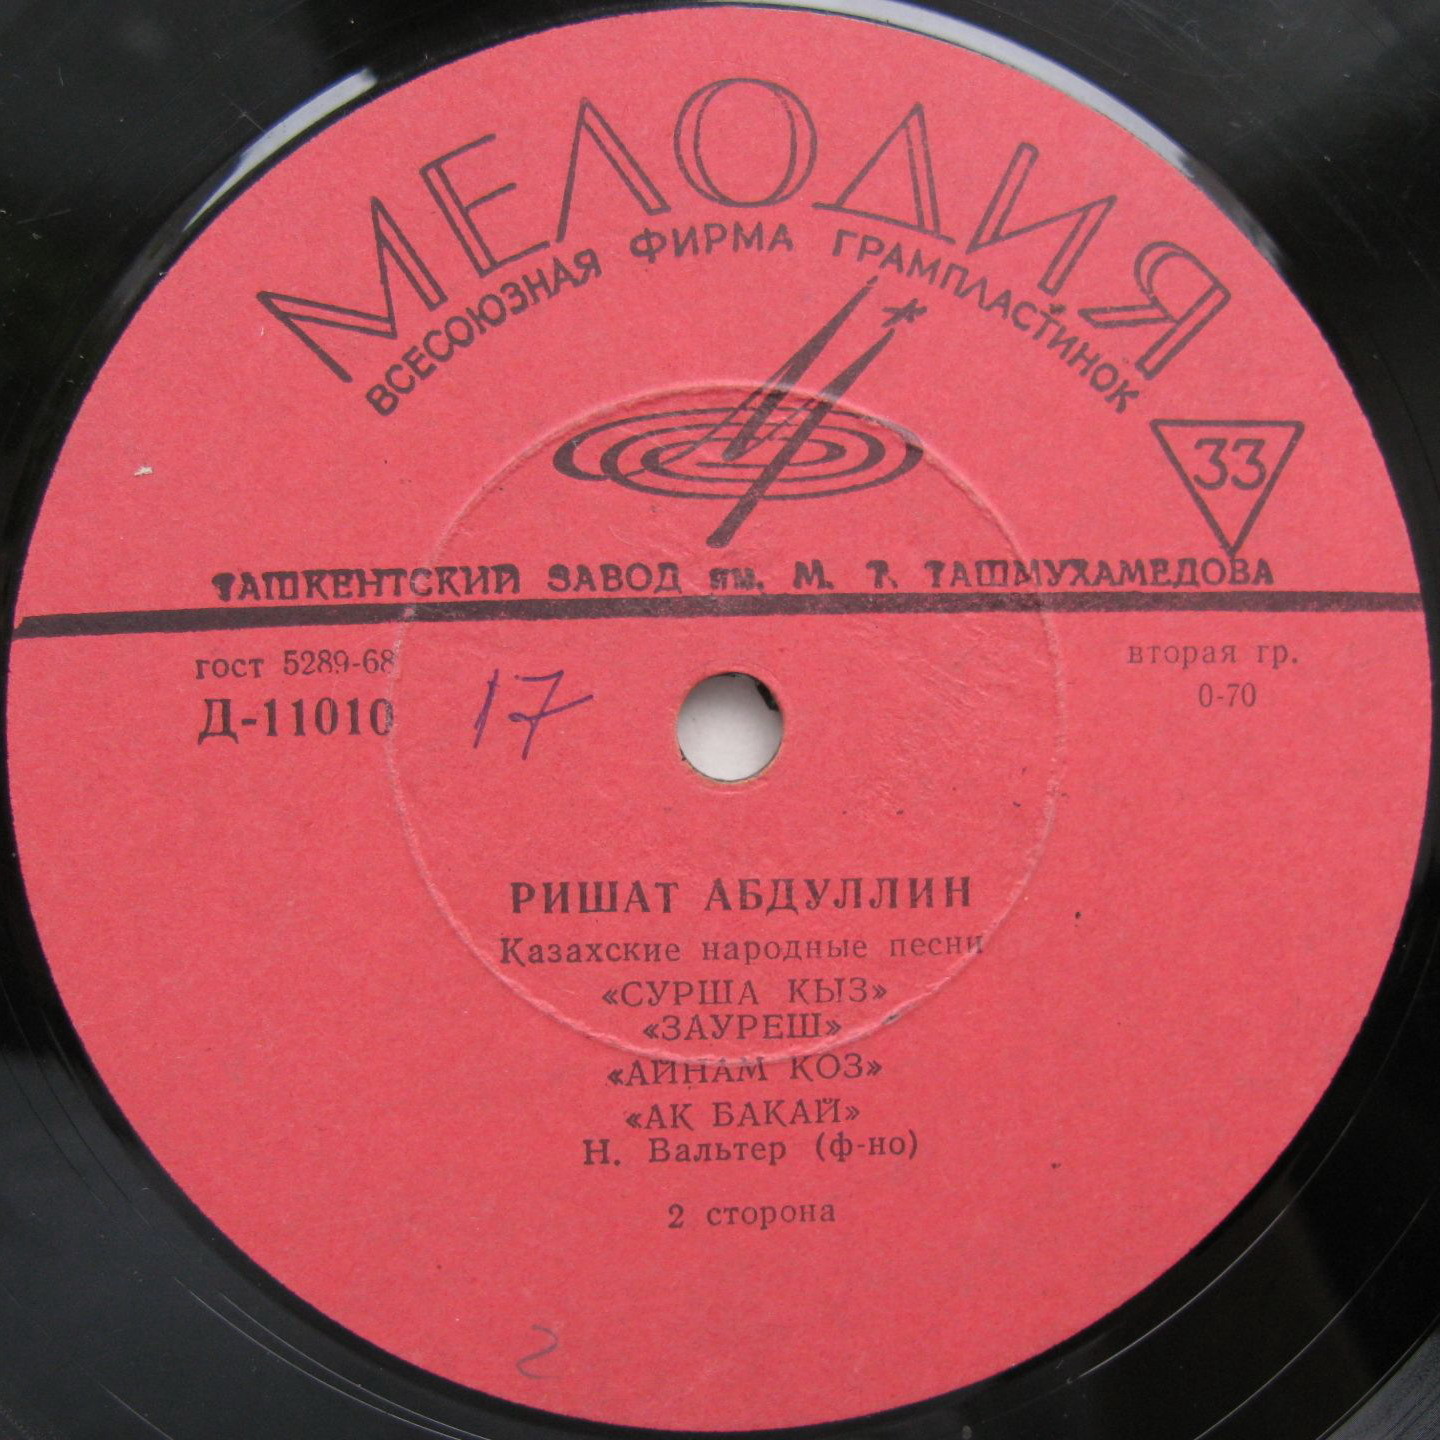 МЕЛОДИЯ
ВСЕСОЮЗНАЯ ФИРМА ГРАМПЛАСТИНОК
33
ТАШКЕНТСКИЙ ЗАВОД им. М. Т. ТАШМУХАМЕДОВА
гост 5289-68
Д-11010
17
вторая гр.
0-70
РИШАТ АБДУЛЛИН
Казахские народные песни
«СУРША КЫЗ»
«ЗАУРЕШ»
«АЙНАМ КОЗ»
«АК БАКАЙ»
Н. Вальтер (ф-но)
2 сторона
2